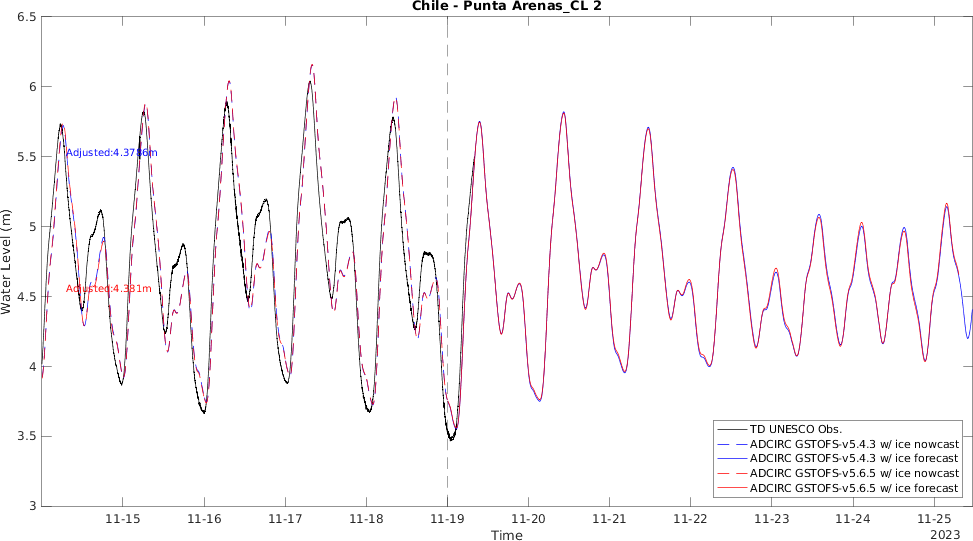 Chile - Punta Arenas_CL 2
6.5
6
5.5
5
4.5
4
3.5
3
Water Level (m)
Adjusted:4.3786m
Adjusted:4.331m
TD UNESCO Obs.
ADCIRC GSTOFS-v5.4.3 w/ ice nowcast
ADCIRC GSTOFS-v5.4.3 w/ ice forecast
ADCIRC GSTOFS-v5.6.5 w/ ice nowcast
ADCIRC GSTOFS-v5.6.5 w/ ice forecast
11-15 11-16 11-17 11-18 11-19 11-20 11-21 11-22 11-23 11-24 11-25
Time
2023